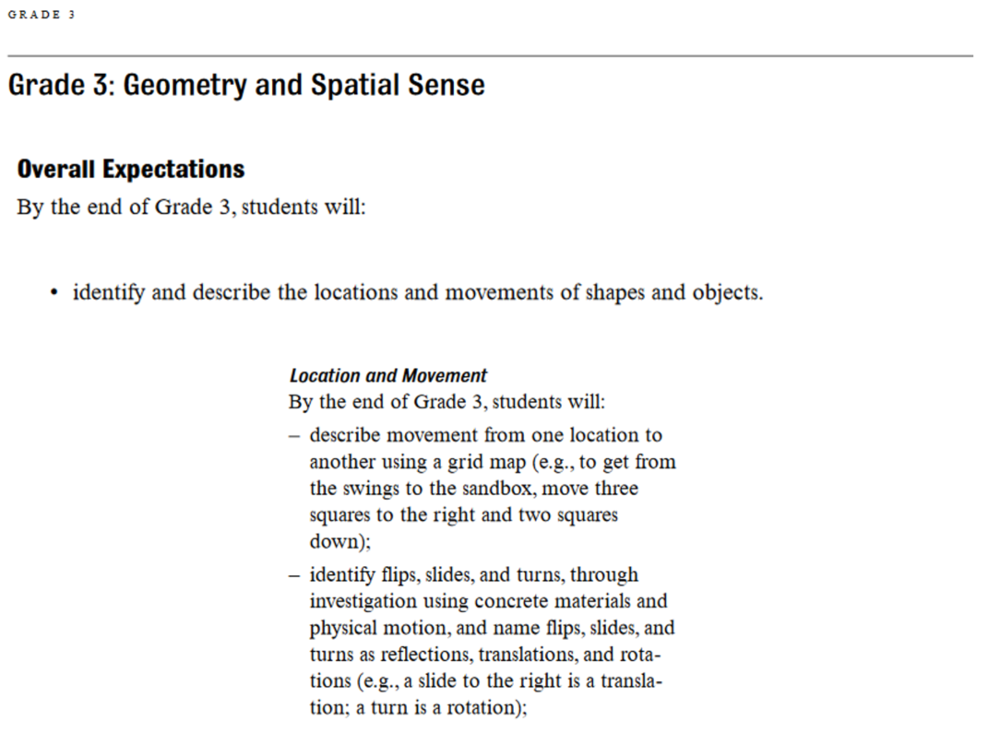 GRADE 3
Grade 3: Geometry and Spatial Sense
Overall Expectations
By the end of Grade 3, students will:
• identify and describe the locations and movements of shapes and objects.
Location and Movement
By the end of Grade 3, students will:
– describe movement from one location to
another using a grid map (e.g., to get from
the swings to the sandbox, move three
squares to the right and two squares
down);
– identify flips, slides, and turns, through
investigation using concrete materials and
physical motion, and name flips, slides, and
turns as reflections, translations, and rota-
tions (e.g., a slide to the right is a transla-
tion; a turn is a rotation);